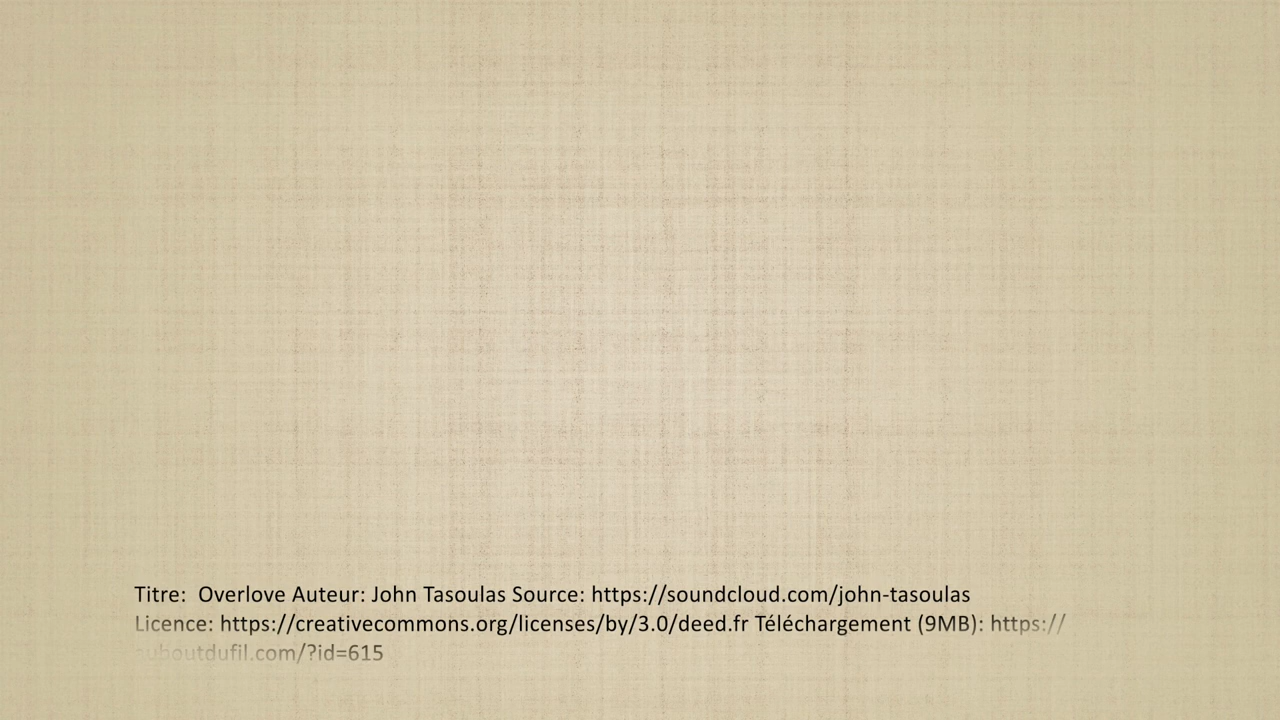 Titre:  Overlove Auteur: John Tasoulas Source: https://soundcloud.com/john-tasoulas
Licence: https://creativecommons.org/licenses/by/3.0/deed.fr Téléchargement (9MB): https://
auboutdufil.com/?id=615